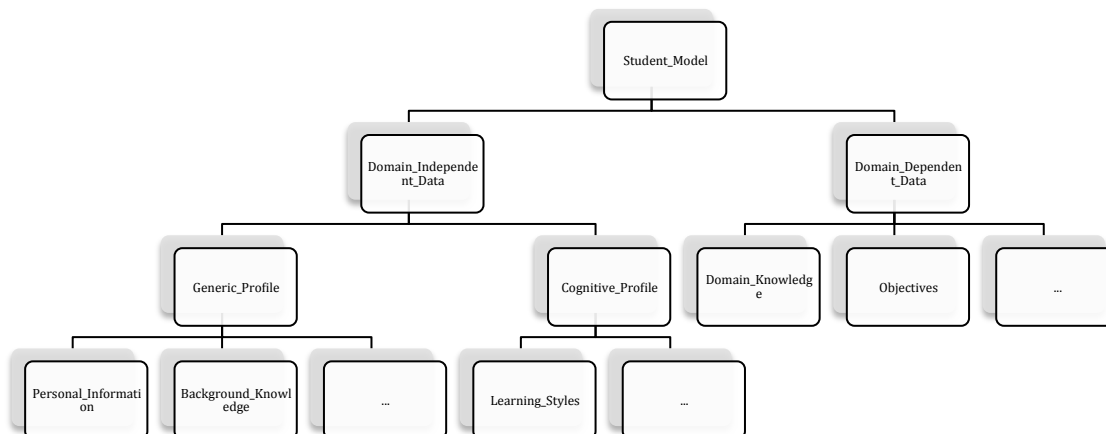 Student_Model
Domain_Independe
nt_Data
Domain_Dependen
t_Data
Generic_Profile
Cognitive_Profile
Domain_Knowledg
e
Objectives
...
Personal_Informati
on
Background_Knowl
edge
...
Learning_Styles
...